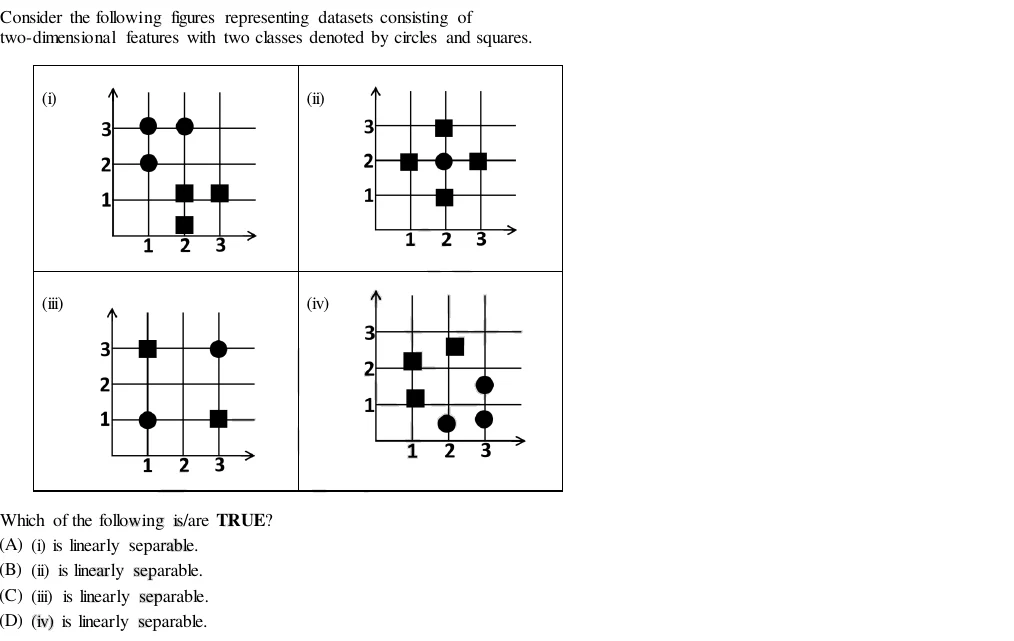 Consider the following figures representing datasets consisting of
two-dimensional features with two classes denoted by circles and squares.
(i)
3
2
1
1 2 3
(ii)
3
2
1
1 2 3
(iii)
3
2
1
1 2 3
(iv)
3
2
1
1 2 3
Which of the following is/are TRUE?
(A) (i) is linearly separable.
(B) (ii) is linearly separable.
(C) (iii) is linearly separable.
(D) (iv) is linearly separable.